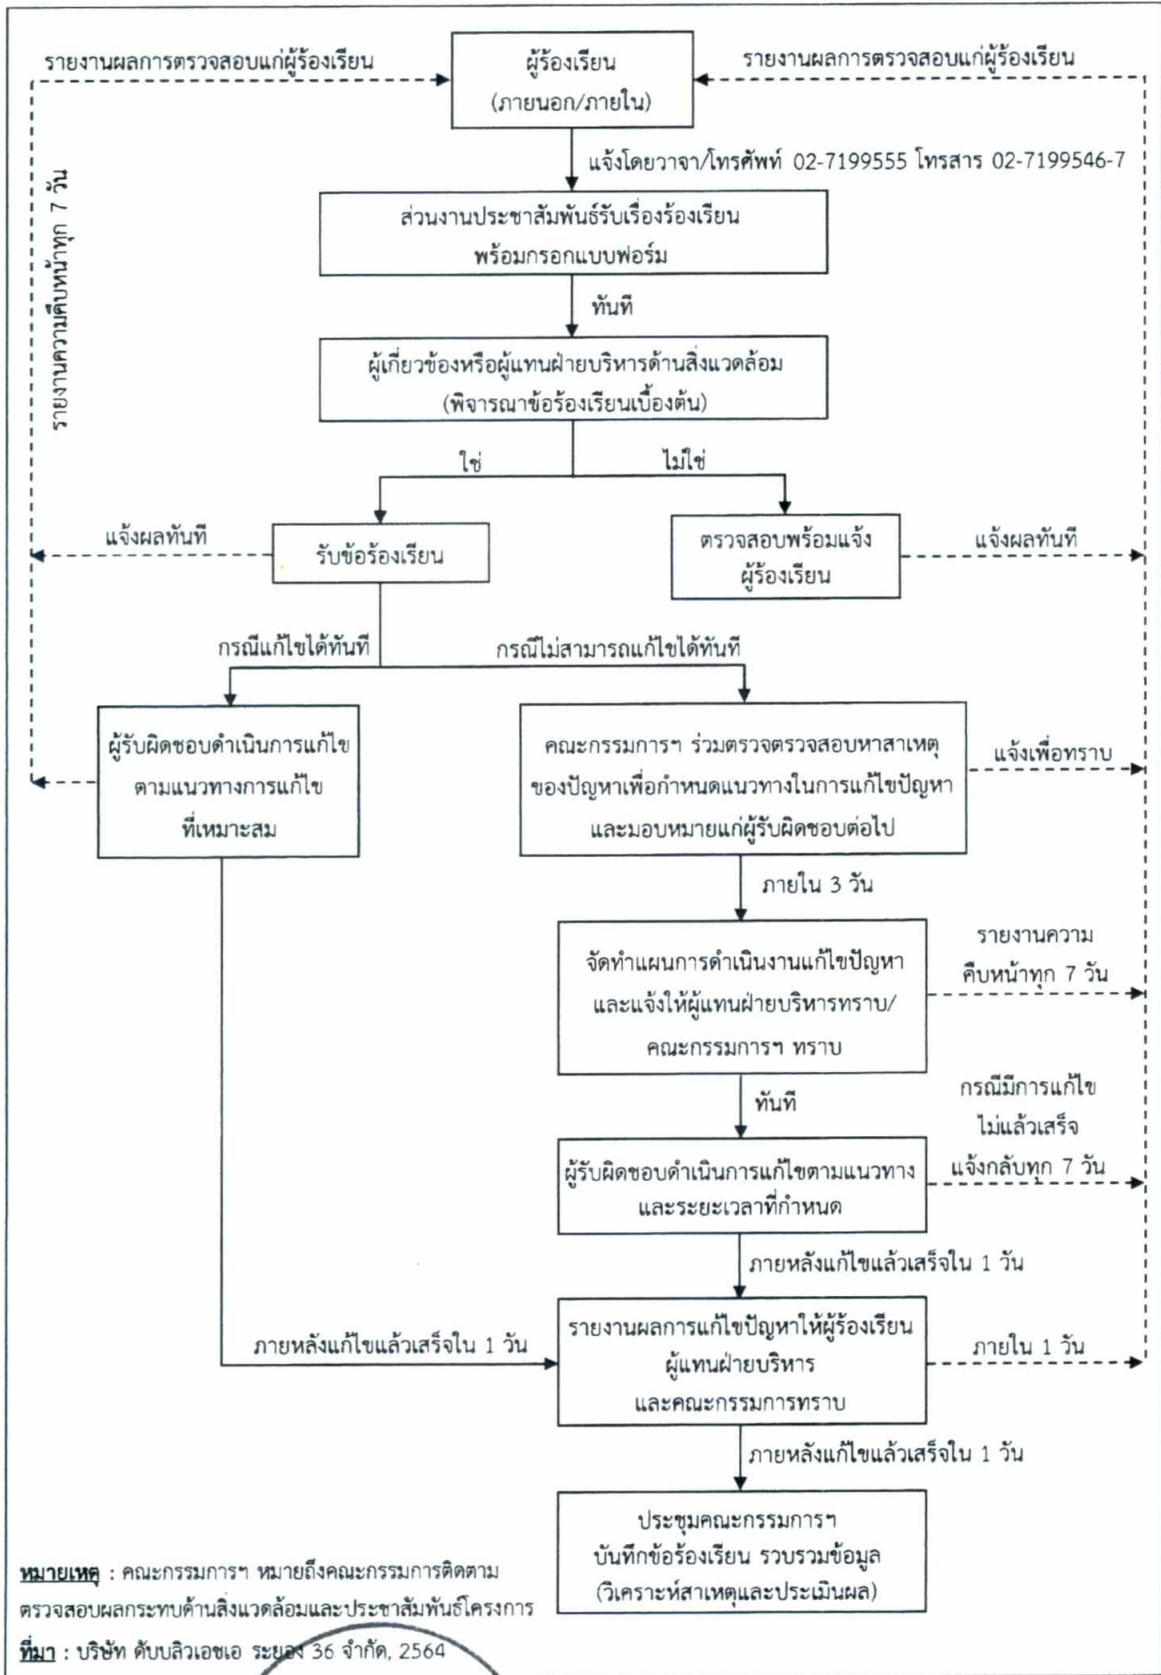 รายงานผลการตรวจสอบแก่ผู้ร้องเรียน
ผู้ร้องเรียน
(ภายนอก/ภายใน)
รายงานผลการตรวจสอบแก่ผู้ร้องเรียน
แจ้งโดยวาจา/โทรศัพท์ 02-7199555 โทรสาร 02-7199546-7
รายงานความคืบหน้าทุก 7 วัน
ส่วนงานประชาสัมพันธ์รับเรื่องร้องเรียน
พร้อมกรอกแบบฟอร์ม
ทันที
ผู้เกี่ยวข้องหรือผู้แทนฝ่ายบริหารด้านสิ่งแวดล้อม
(พิจารณาข้อร้องเรียนเบื้องต้น)
ใช่
ไม่ใช่
แจ้งผลทันที
รับข้อร้องเรียน
ตรวจสอบพร้อมแจ้ง
ผู้ร้องเรียน
แจ้งผลทันที
กรณีแก้ไขได้ทันที
กรณีไม่สามารถแก้ไขได้ทันที
ผู้รับผิดชอบดำเนินการแก้ไข
ตามแนวทางการแก้ไข
ที่เหมาะสม
คณะกรรมการฯ ร่วมตรวจตรวจสอบหาสาเหตุ
ของปัญหาเพื่อกำหนดแนวทางในการแก้ไขปัญหา
และมอบหมายแก่ผู้รับผิดชอบต่อไป
แจ้งเพื่อทราบ
ภายใน 3 วัน
จัดทำแผนการดำเนินงานแก้ไขปัญหา
และแจ้งให้ผู้แทนฝ่ายบริหารทราบ/
คณะกรรมการฯ ทราบ
รายงานความ
คืบหน้าทุก 7 วัน
ทันที
กรณีมีการแก้ไข
ไม่แล้วเสร็จ
แจ้งกลับทุก 7 วัน
ผู้รับผิดชอบดำเนินการแก้ไขตามแนวทาง
และระยะเวลาที่กำหนด
ภายหลังแก้ไขแล้วเสร็จใน 1 วัน
ภายหลังแก้ไขแล้วเสร็จใน 1 วัน
รายงานผลการแก้ไขปัญหาให้ผู้ร้องเรียน
ผู้แทนฝ่ายบริหาร
และคณะกรรมการทราบ
ภายใน 1 วัน
ภายหลังแก้ไขแล้วเสร็จใน 1 วัน
ประชุมคณะกรรมการฯ
บันทึกข้อร้องเรียน รวบรวมข้อมูล
(วิเคราะห์สาเหตุและประเมินผล)
หมายเหตุ : คณะกรรมการฯ หมายถึงคณะกรรมการติดตาม
ตรวจสอบผลกระทบด้านสิ่งแวดล้อมและประชาสัมพันธ์โครงการ
ที่มา : บริษัท ดับบลิวเอชเอ ระยอง 36 จำกัด, 2564